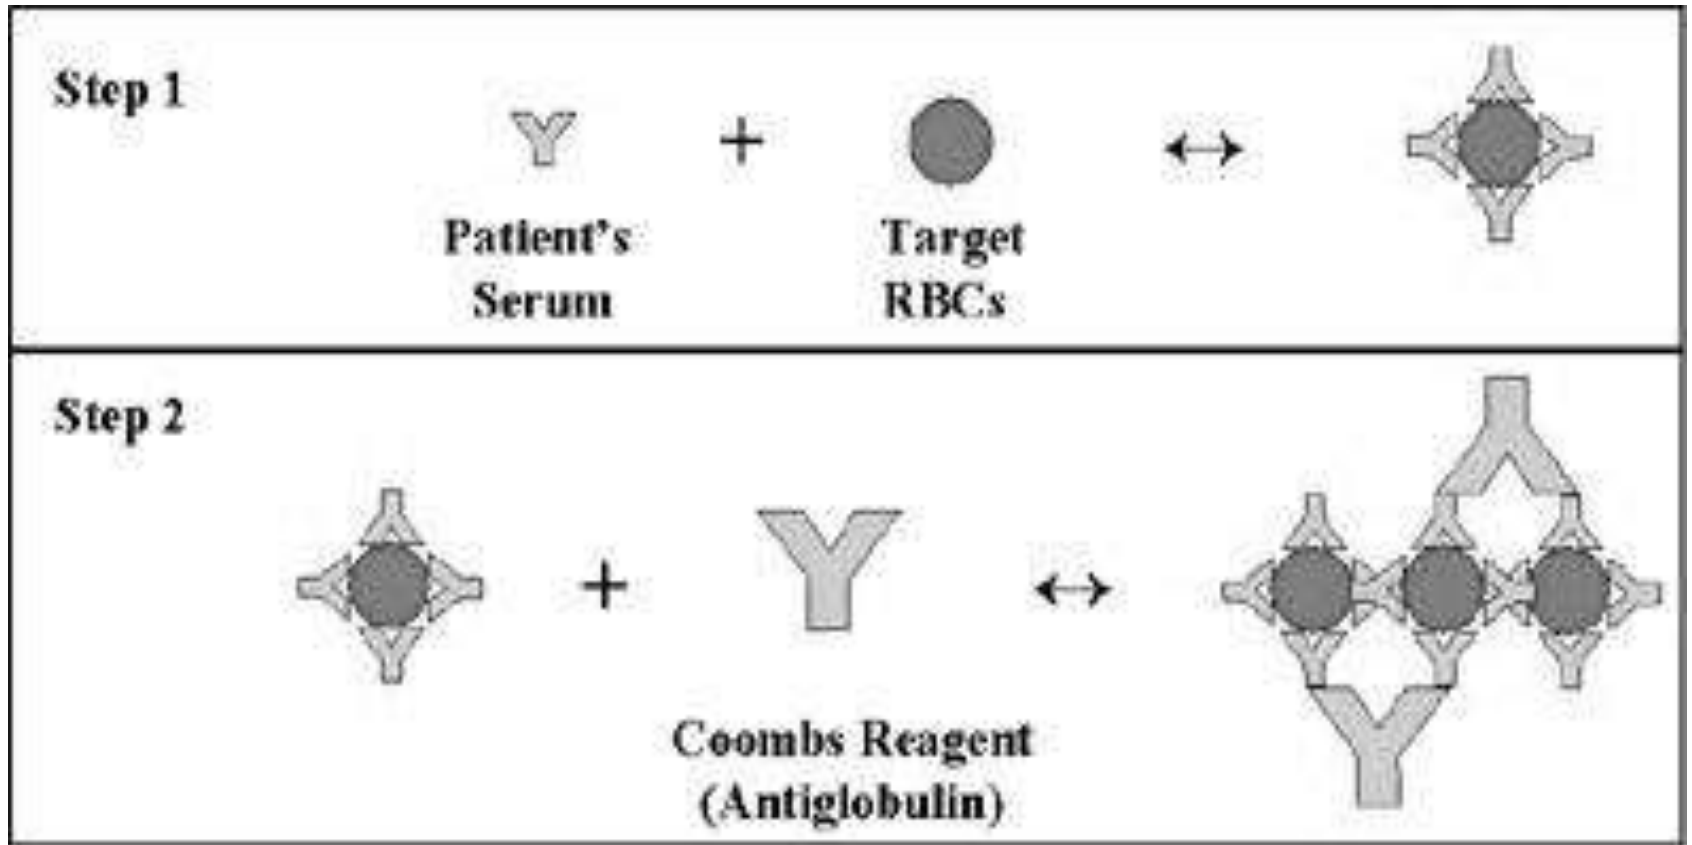 Step 1
+
Patient's
Serum
Target
RBCs
Step 2
+
Coombs Reagent
(Antiglobulin)